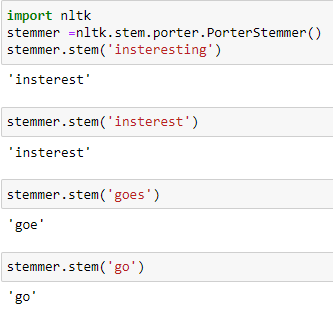 import nltk
stemmer =nltk.stem.porter.PorterStemmer()
stemmer.stem('insteresting')
'insterest'
stemmer.stem('insterest')
'insterest'
stemmer.stem('goes')
'goe'
stemmer.stem('go')
'go'